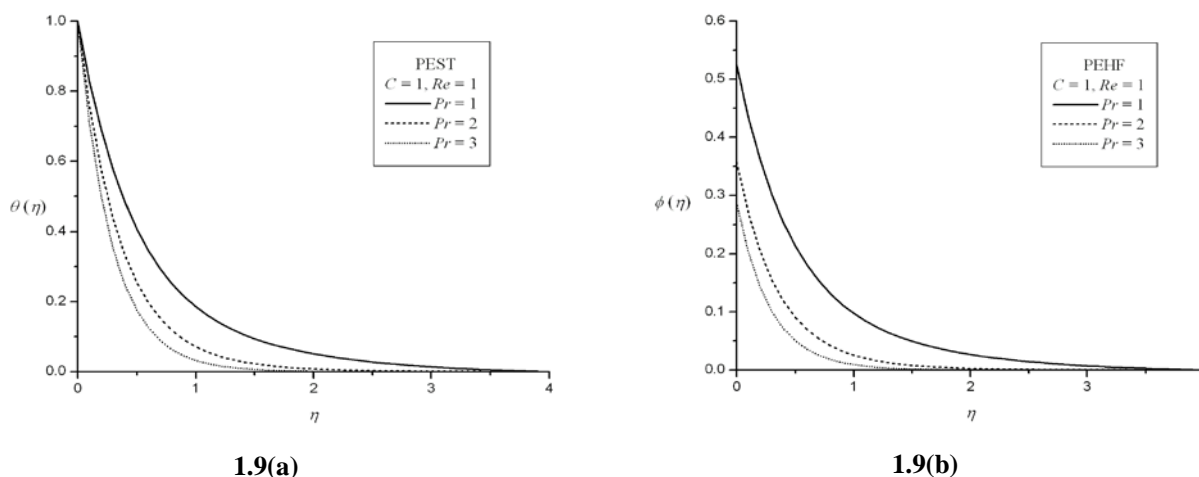 1.0
0.8
0.6
θ (η)
0.4
0.2
0.0
0
1
2
3
4
η
PEST
C = 1, Re = 1
Pr = 1
Pr = 2
Pr = 3
1.9(a)
0.6
0.5
0.4
0.3
ϕ (η)
0.2
0.1
0.0
0
1
2
3
η
PEHF
C = 1, Re = 1
Pr = 1
Pr = 2
Pr = 3
1.9(b)